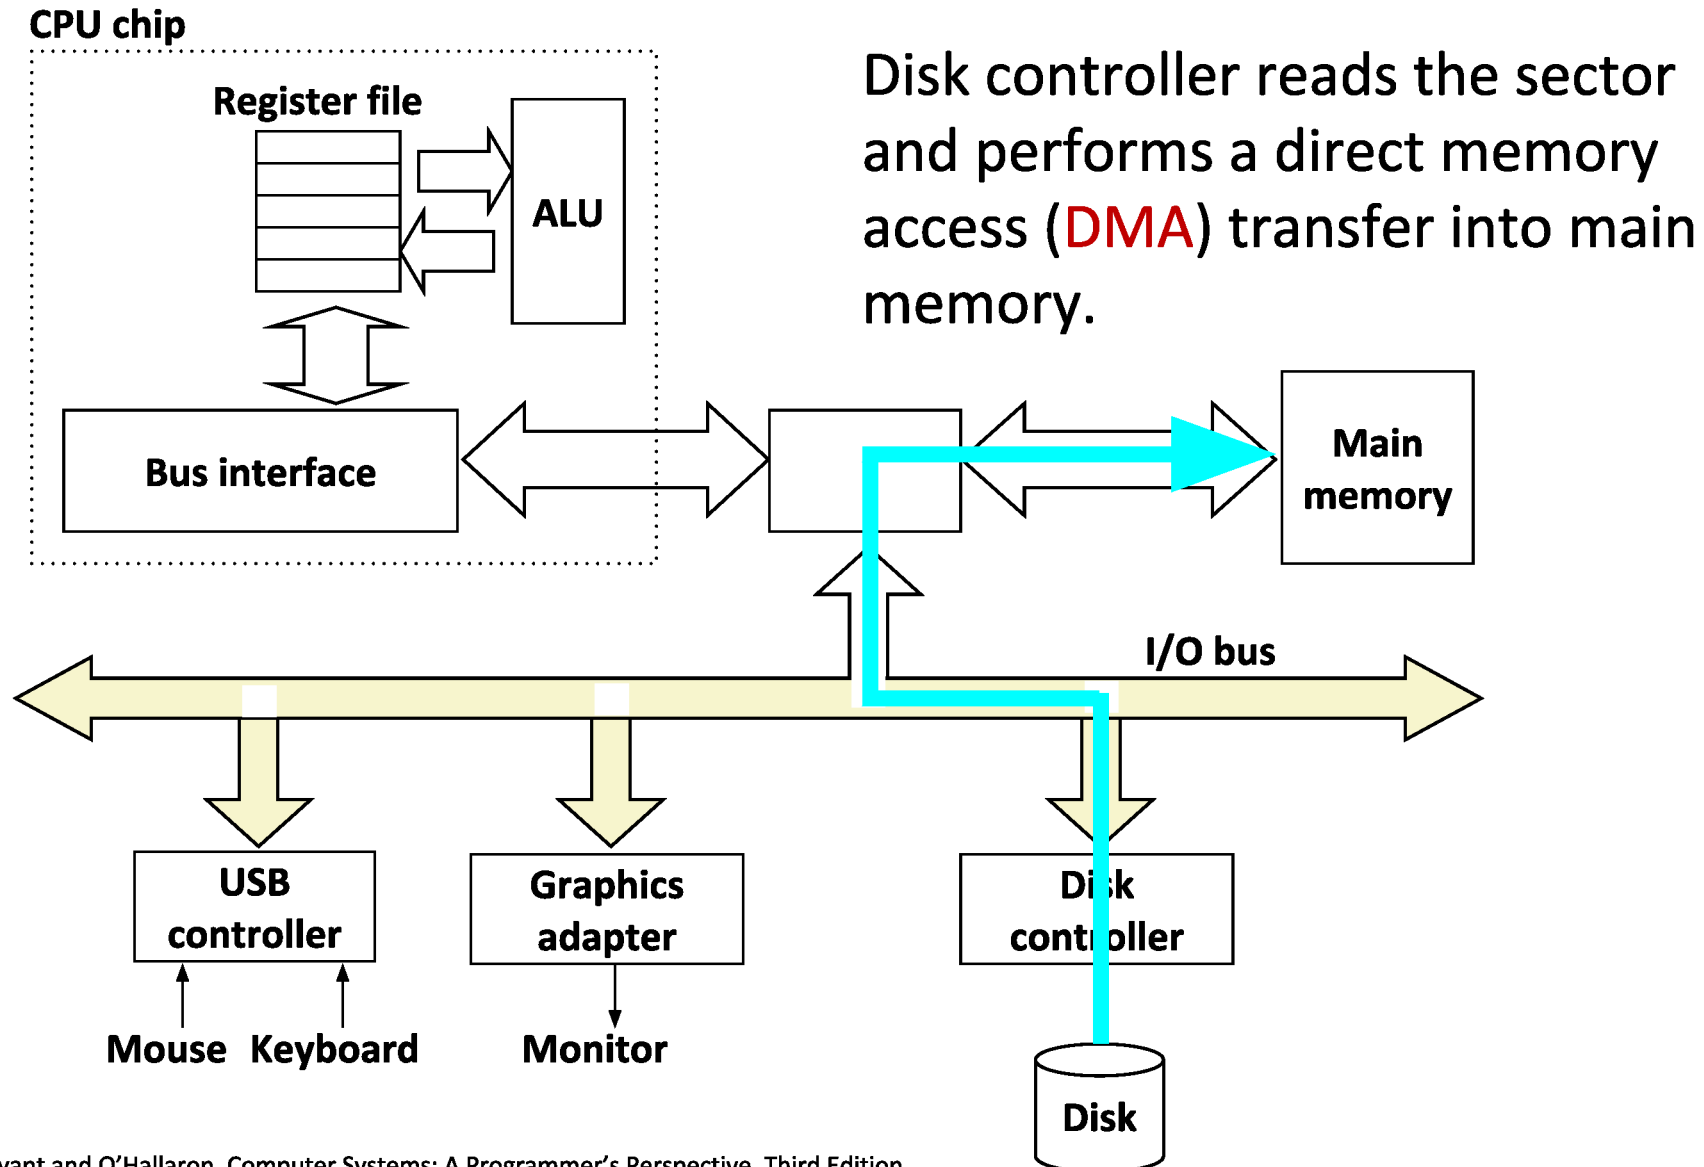 CPU chip
Register file
ALU
Disk controller reads the sector
and performs a direct memory
access (DMA) transfer into main
memory.
Bus interface
Main
memory
I/O bus
USB
controller
Graphics
adapter
Disk
controller
Mouse
Keyboard
Monitor
Disk
and O'Hallaron, Computer Systems: A Programmer's Perspective, Third Edition